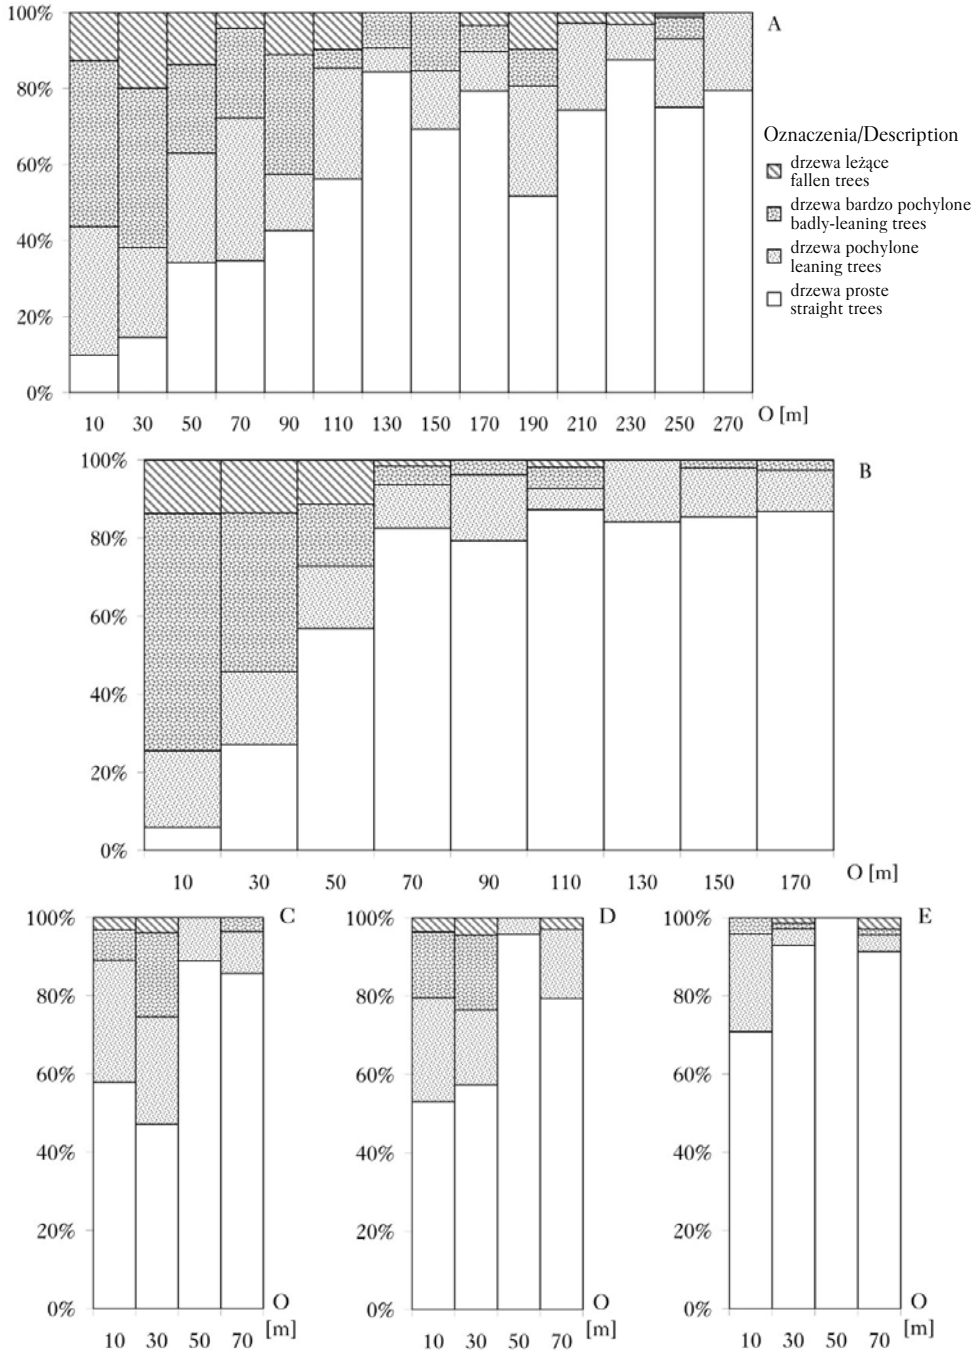 100%
80%
60%
40%
20%
0%
10 30 50 70 90 110 130 150 170 190 210 230 250 270 O [m]
A
Oznaczenia/Description
drzewa leżące
fallen trees
drzewa bardzo pochylone
badly-leaning trees
drzewa pochylone
leaning trees
drzewa proste
straight trees
100%
80%
60%
40%
20%
0%
10 30 50 70 90 110 130 150 170 O [m]
B
100%
80%
60%
40%
20%
0%
10 30 50 70
O
[m]
C
100%
80%
60%
40%
20%
0%
10 30 50 70
O
[m]
D
100%
80%
60%
40%
20%
0%
10 30 50 70
O
[m]
E